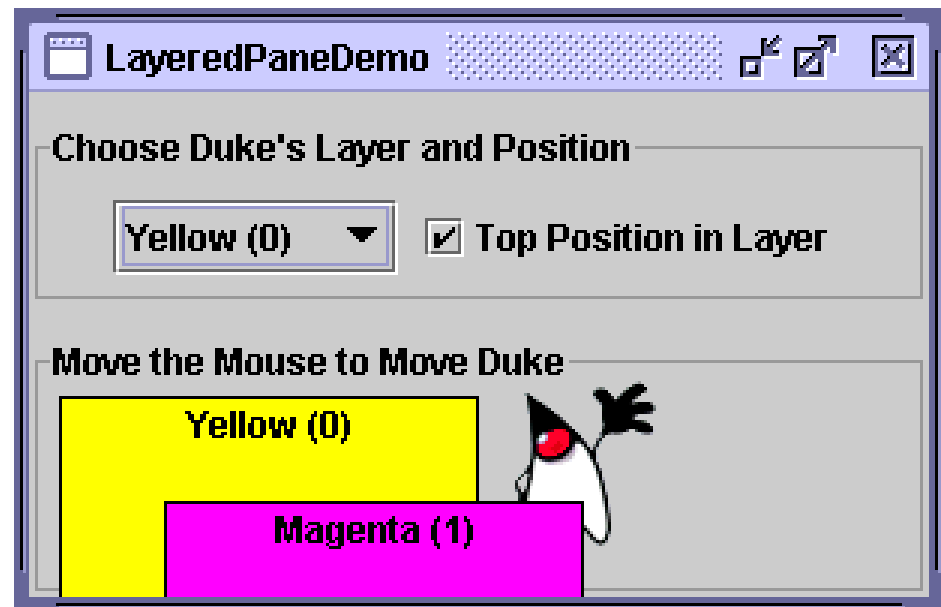 LayeredPaneDemo
Choose Duke's Layer and Position
Yellow (0)
Top Position in Layer
Move the Mouse to Move Duke
Yellow (0)
Magenta (1)